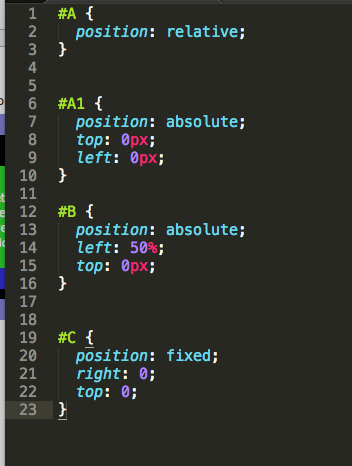 1 #A {
2 position: relative;
3 }
4
5
6 #A1 {
7 position: absolute;
8 top: 0px;
9 left: 0px;
10 }
11
12 #B {
13 position: absolute;
14 left: 50%;
15 top: 0px;
16 }
17
18
19 #C {
20 position: fixed;
21 right: 0;
22 top: 0;
23 }